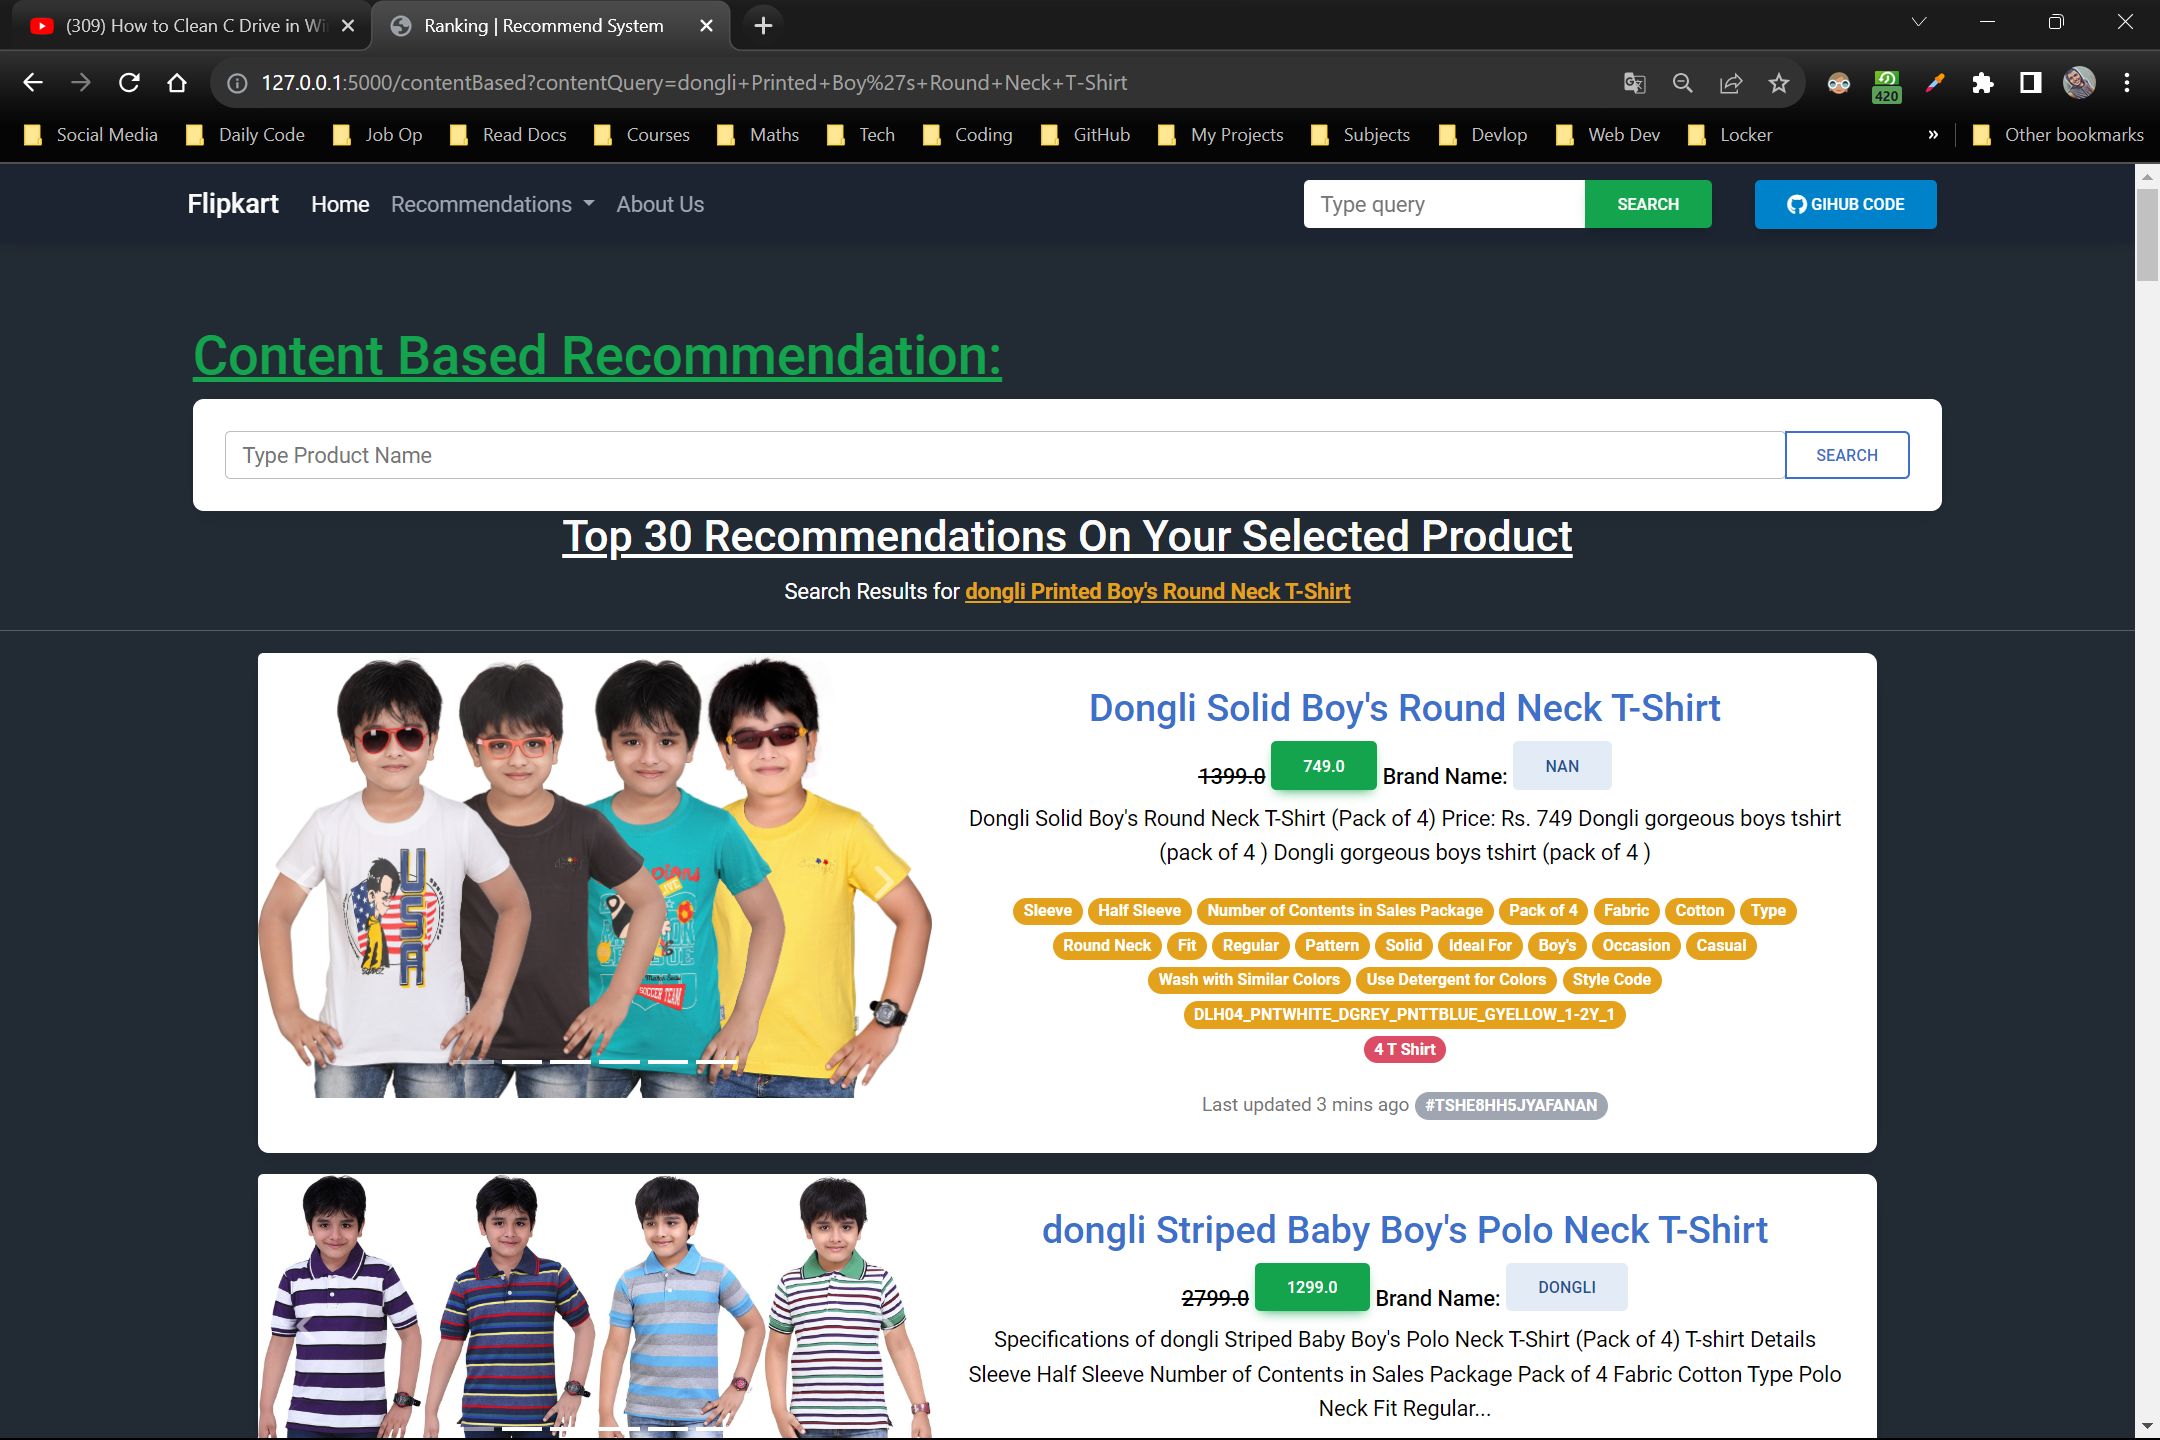 (309) How to Clean C Drive in Wi
Ranking | Recommend System
127.0.0.1:5000/contentBased?contentQuery=dongli+Printed+Boy%27s+Round+Neck+T-Shirt
420
Social Media Daily Code Job Op Read Docs Courses Maths Tech Coding GitHub My Projects Subjects Devlop Web Dev Locker » Other bookmarks
Flipkart Home Recommendations About Us Type query SEARCH GIHUB CODE
Content Based Recommendation:
Type Product Name SEARCH
Top 30 Recommendations On Your Selected Product
Search Results for dongli Printed Boy's Round Neck T-Shirt
Dongli Solid Boy's Round Neck T-Shirt
1399.0 749.0 Brand Name: NAN
Dongli Solid Boy's Round Neck T-Shirt (Pack of 4) Price: Rs. 749 Dongli gorgeous boys tshirt
(pack of 4 ) Dongli gorgeous boys tshirt (pack of 4 )
Sleeve Half Sleeve Number of Contents in Sales Package Pack of 4 Fabric Cotton Type
Round Neck Fit Regular Pattern Solid Ideal For Boy's Occasion Casual
Wash with Similar Colors Use Detergent for Colors Style Code
DLH04_PNTWHITE_DGREY_PNTTBLUE_GYELLOW_1-2Y_1
4 T Shirt
Last updated 3 mins ago #TSHE8HH5JYAFANAN
USA
LIVE
SOCCER TEAM
dongli Striped Baby Boy's Polo Neck T-Shirt
2799.0 1299.0 Brand Name: DONGLI
Specifications of dongli Striped Baby Boy's Polo Neck T-Shirt (Pack of 4) T-shirt Details
Sleeve Half Sleeve Number of Contents in Sales Package Pack of 4 Fabric Cotton Type Polo
Neck Fit Regular...